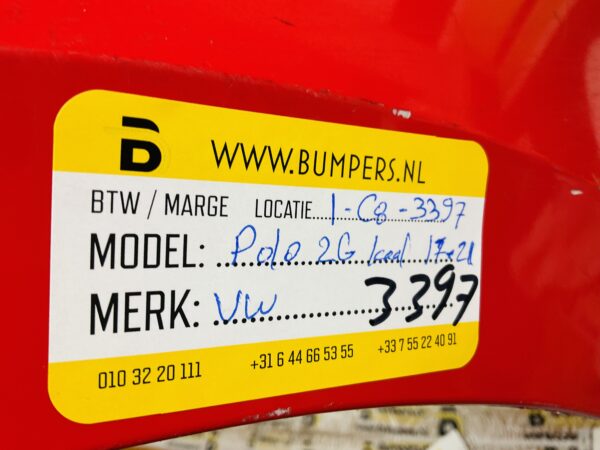 WWW.BUMPERS.NL
BTW / MARGE LOCATIE....1-C8-3397
MODEL: Polo 2G kaal 17-21
MERK: VW 3397
010 32 20 111 +31 6 44 66 53 55 +33 7 55 22 40 91